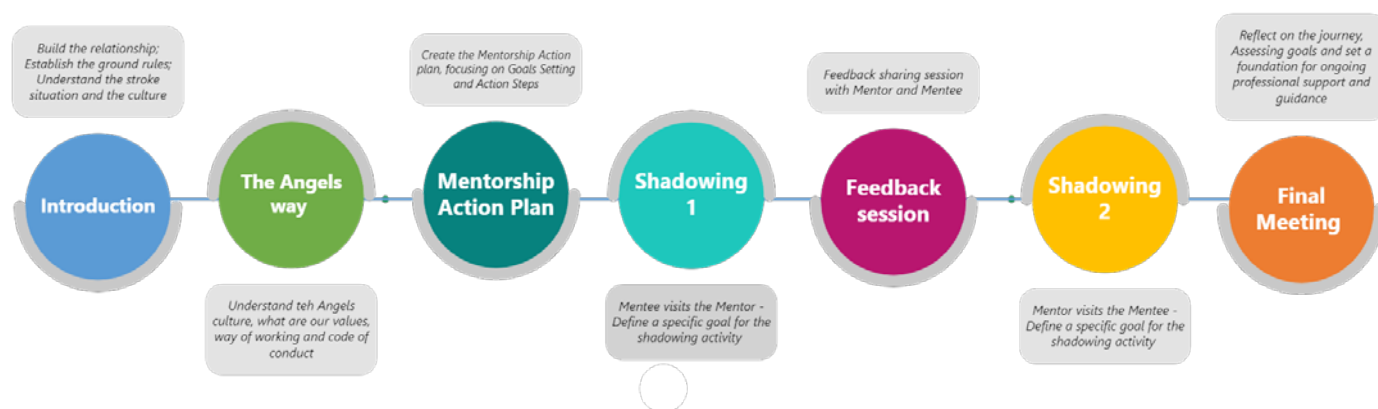 Build the relationship;
Establish the ground rules;
Understand the stroke
situation and the culture
Introduction
The Angels
way
Understand teh Angels
culture, what are our values,
way of working and code of
conduct
Create the Mentorship Action
plan, focusing on Goals Setting
and Action Steps
Mentorship
Action Plan
Shadowing
1
Mentee visits the Mentor -
Define a specific goal for the
shadowing activity
Feedback sharing session
with Mentor and Mentee
Feedback
session
Shadowing
2
Mentor visits the Mentee -
Define a specific goal for the
shadowing activity
Reflect on the journey,
Assessing goals and set a
foundation for ongoing
professional support and
guidance
Final
Meeting